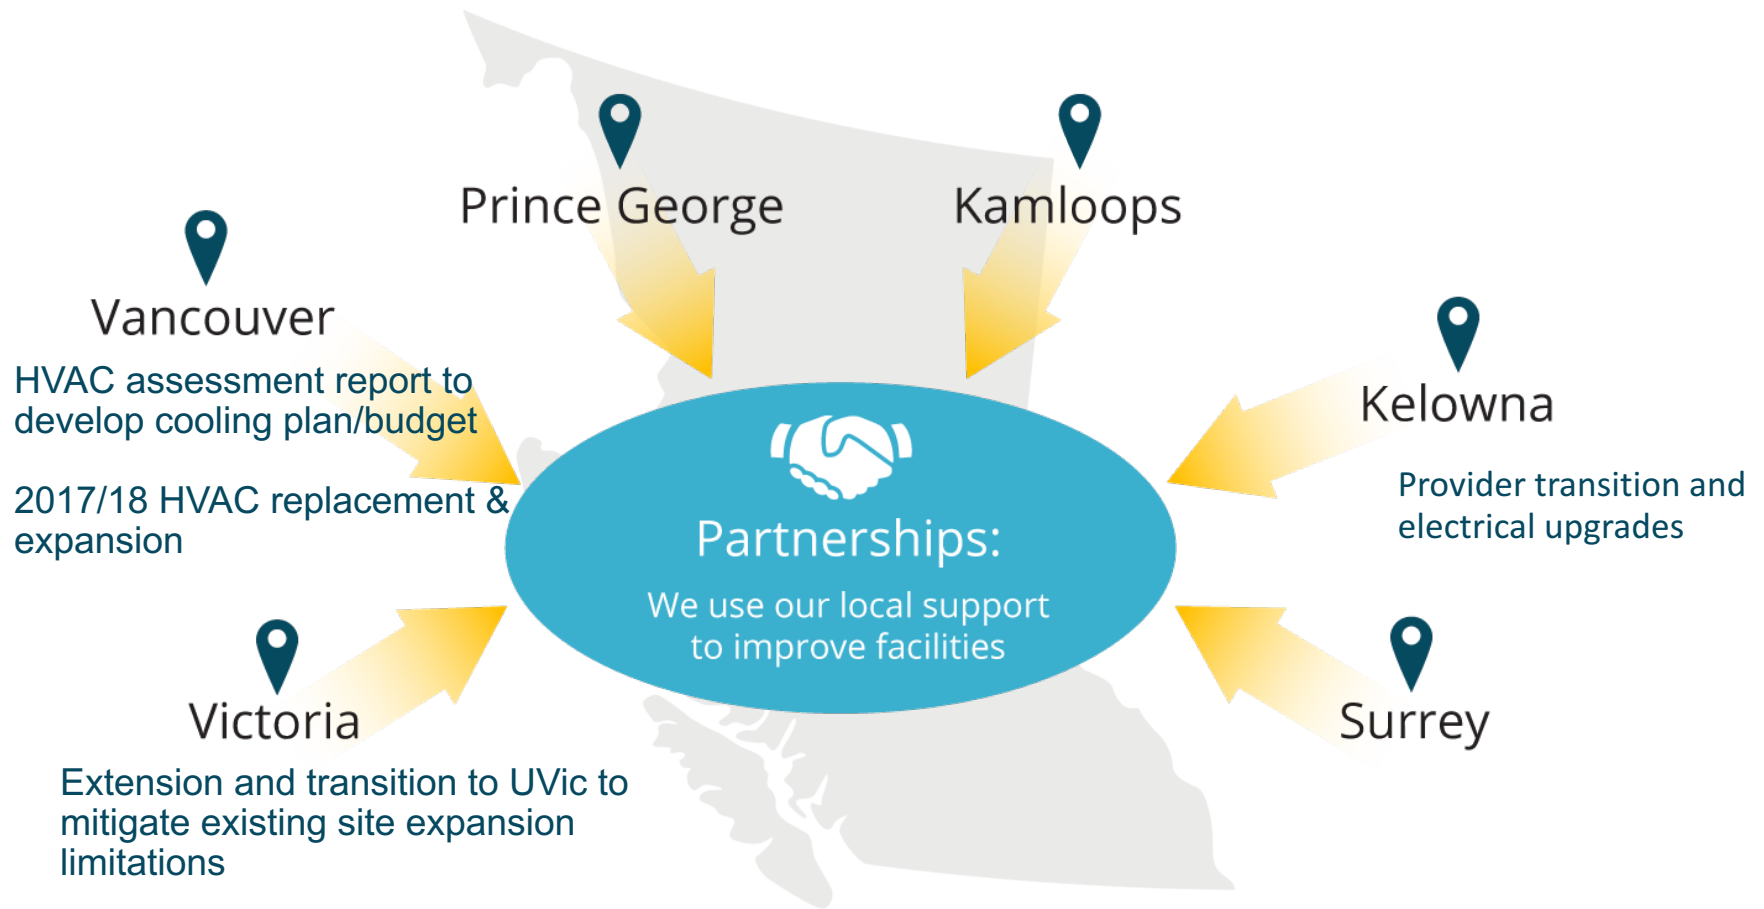 Prince George
Kamloops
Vancouver
HVAC assessment report to
develop cooling plan/budget
2017/18 HVAC replacement &
expansion
Kelowna
Provider transition and
electrical upgrades
Partnerships:
We use our local support
to improve facilities
Victoria
Extension and transition to UVic to
mitigate existing site expansion
limitations
Surrey